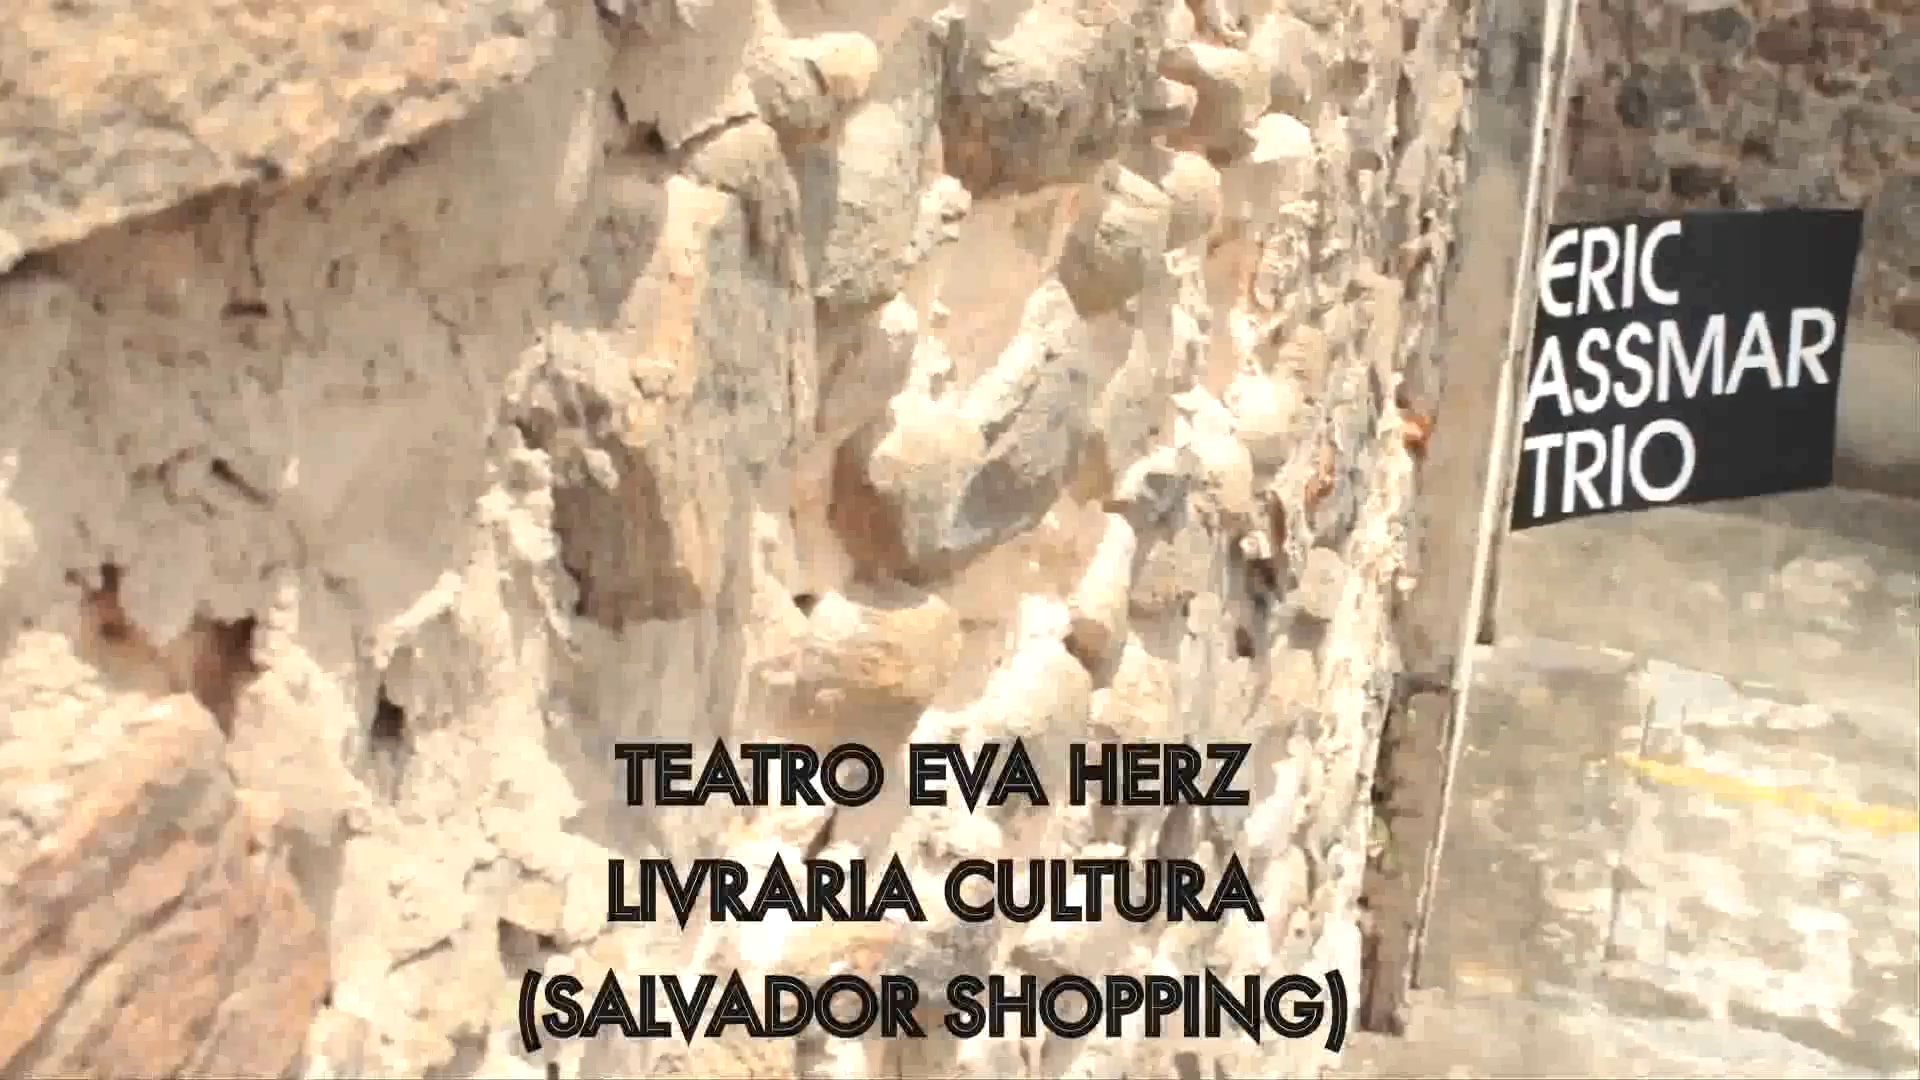 ERIC
ASSMAR
TRIO
TEATRO EVA HERZ
LIVRARIA CULTURA
(SALVADOR SHOPPING)